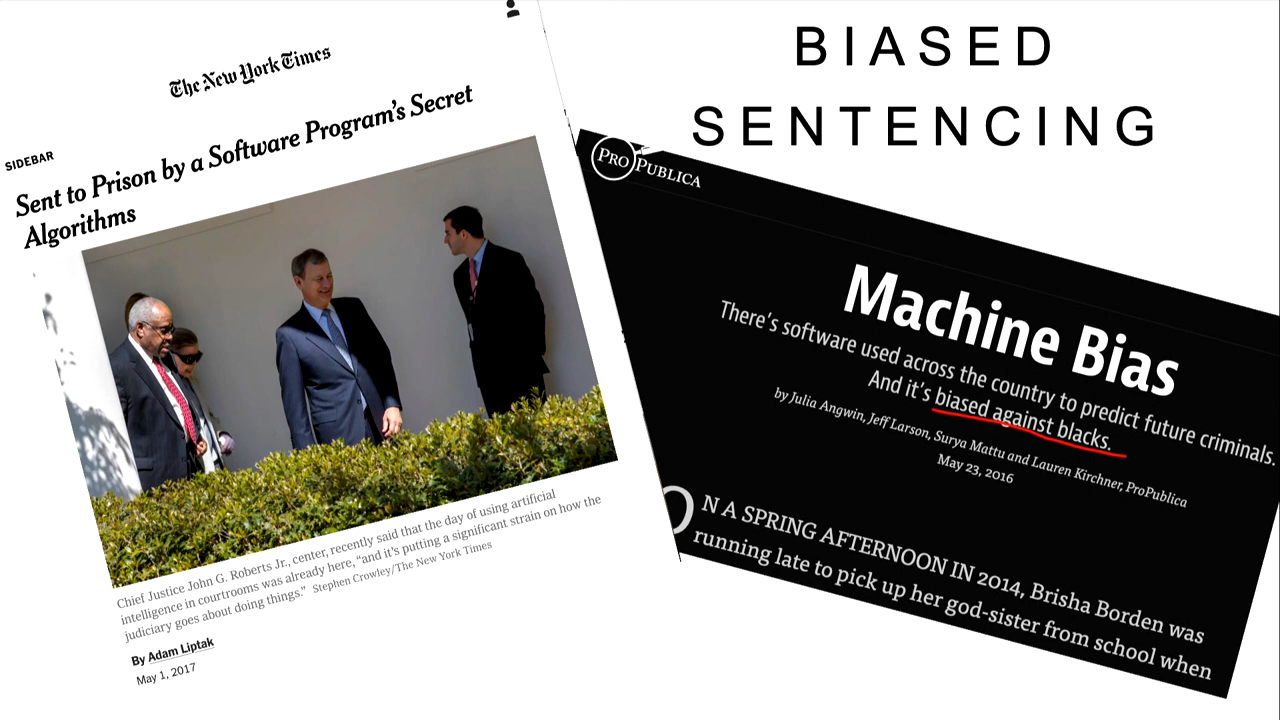 BIASED
SENTENCING
The New York Times
SIDEBAR
Sent to Prison by a Software Program's Secret
Algorithms
Chief Justice John G. Roberts Jr., center, recently said that the day of using artificial
intelligence in courtrooms was already here, “and it's putting a significant strain on how the
judiciary goes about doing things.” Stephen Crowley/The New York Times
By Adam Liptak
May 1, 2017
PROPUBLICA
Machine Bias
There's software used across the country to predict future criminals.
And it's biased against blacks.
by Julia Angwin, Jeff Larson, Surya Mattu and Lauren Kirchner, ProPublica
May 23, 2016
ON A SPRING AFTERNOON IN 2014, Brisha Borden was
running late to pick up her god-sister from school when